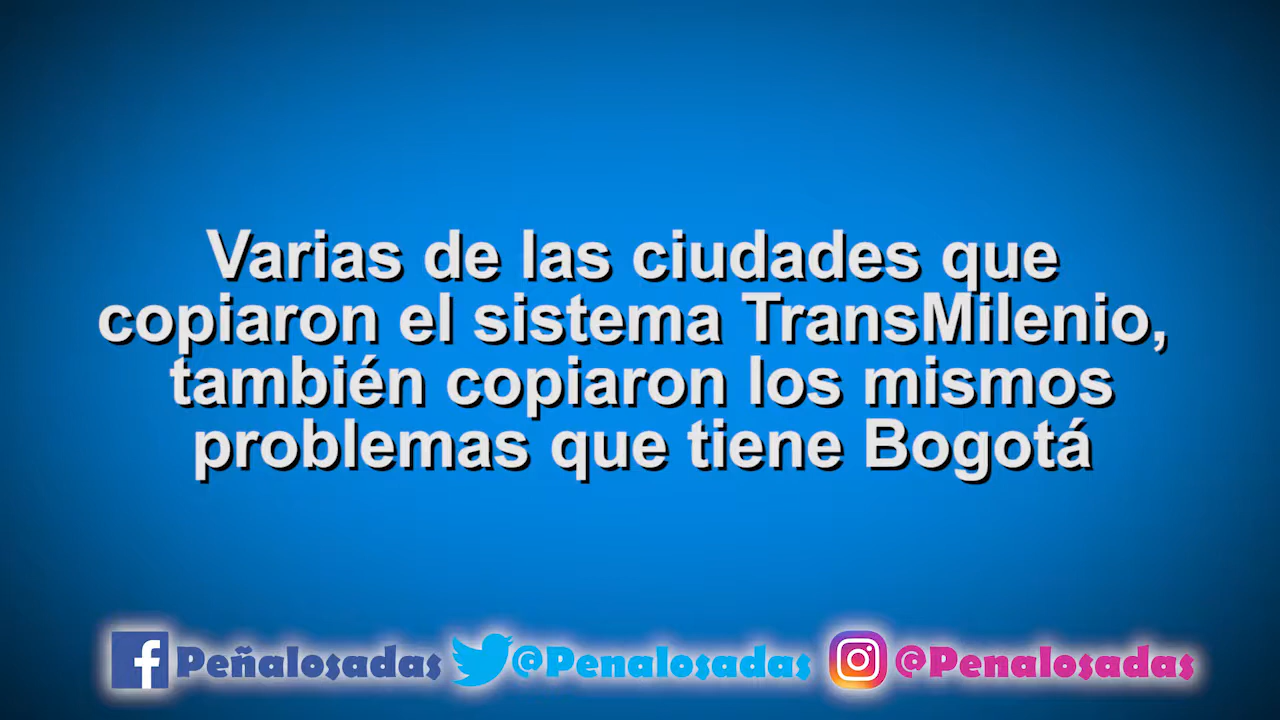 Varias de las ciudades que
copiaron el sistema TransMilenio,
también copiaron los mismos
problemas que tiene Bogotá
Peñalosadas @Penalosadas @Penalosadas